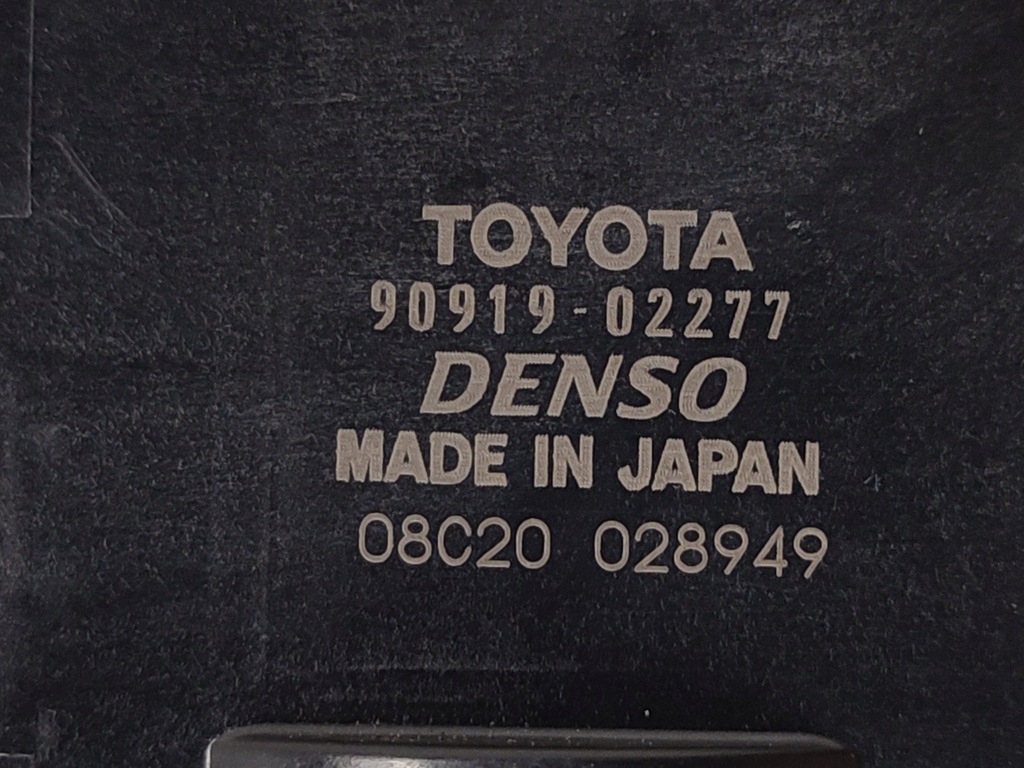 TOYOTA
90919-02277
DENSO
MADE IN JAPAN
08C20 028949